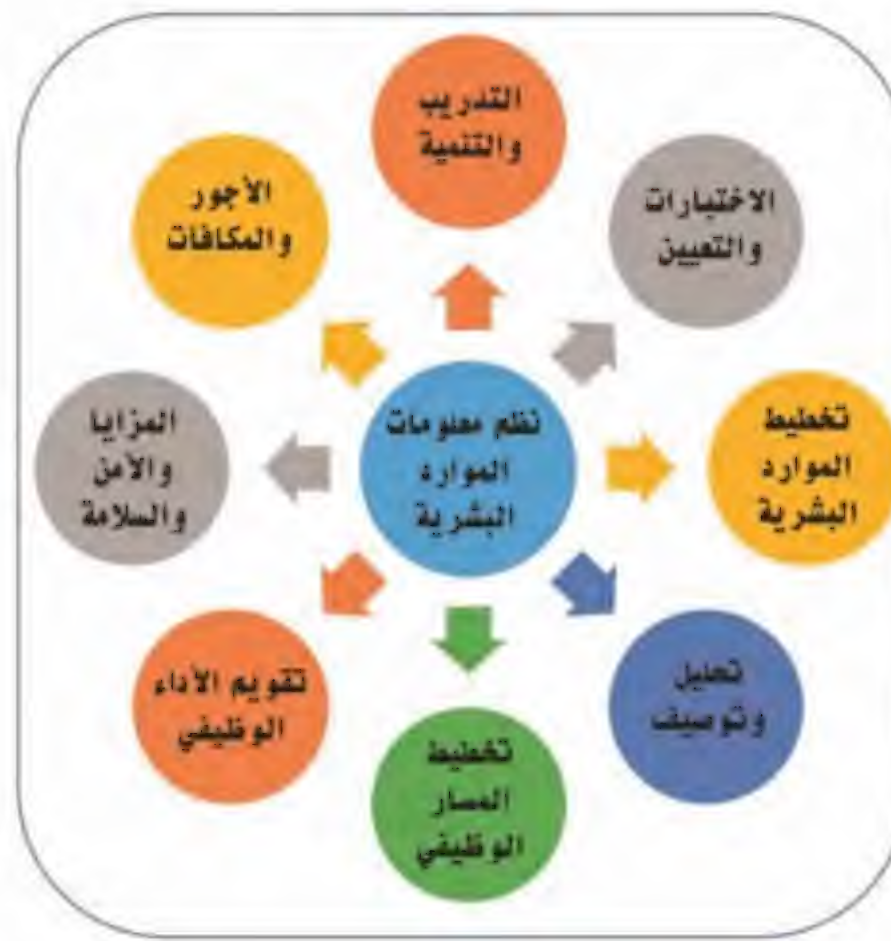 التدريب
والتنمية
الاختيارات
والتعيين
تخطيط
الموارد
البشرية
تحليل
وتوصيف
تخطيط
المسار
الوظيفي
تقويم الأداء
الوظيفي
المزايا
والأمن
والسلامة
الأجور
والمكافآت
نظم معلومات
الموارد
البشرية